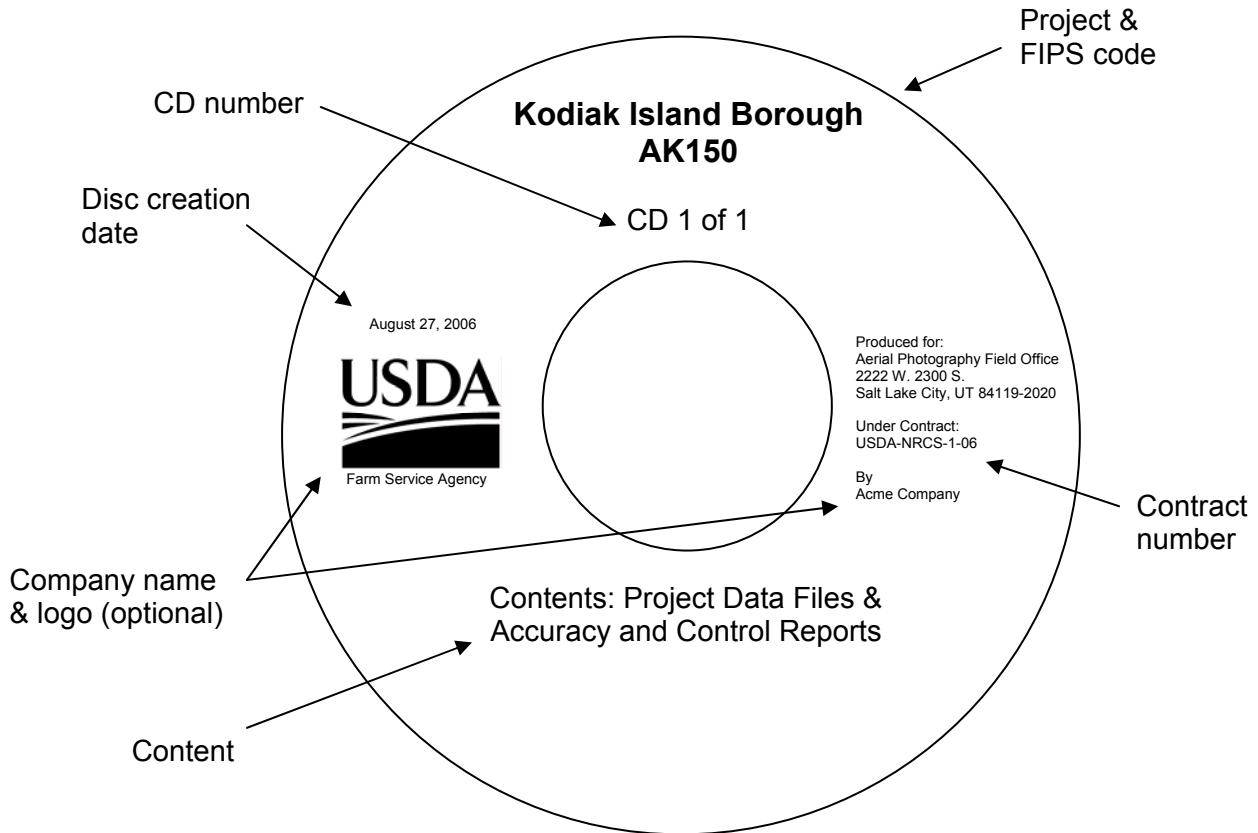 Project &
FIPS code
CD number
Kodiak Island Borough
AK150
Disc creation
date
CD 1 of 1
August 27, 2006
USDA
Farm Service Agency
Produced for:
Aerial Photography Field Office
2222 W. 2300 S.
Salt Lake City, UT 84119-2020
Under Contract:
USDA-NRCS-1-06
By
Acme Company
Contract
number
Company name
& logo (optional)
Contents: Project Data Files &
Accuracy and Control Reports
Content